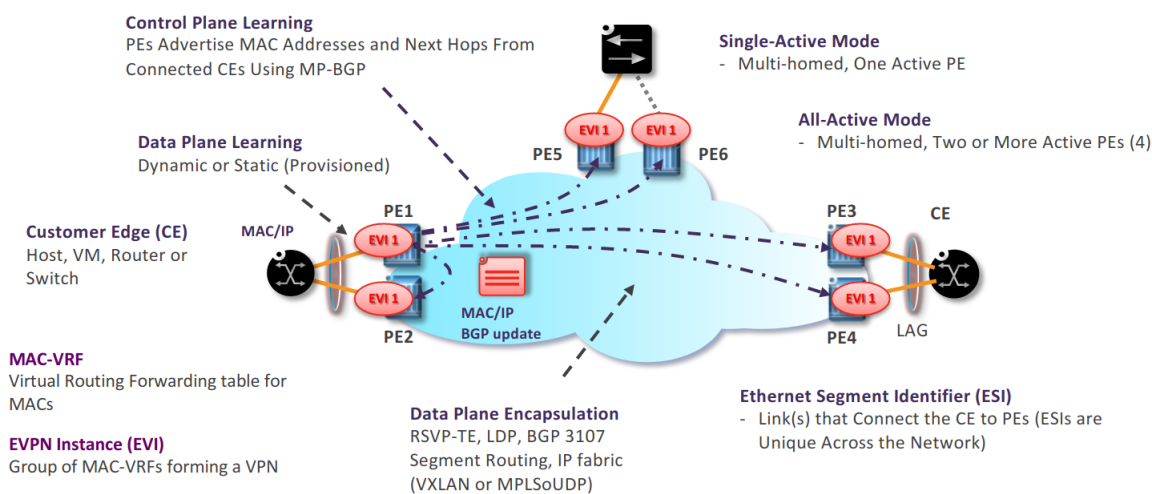 Control Plane Learning
PEs Advertise MAC Addresses and Next Hops From
Connected CEs Using MP-BGP
Single-Active Mode
- Multi-homed, One Active PE
All-Active Mode
- Multi-homed, Two or More Active PEs (4)
EVI 1
EVI 1
PE5
PE6
Data Plane Learning
Dynamic or Static (Provisioned)
Customer Edge (CE)
Host, VM, Router or
Switch
MAC/IP
PE1
EVI 1
EVI 1
PE2
MAC/IP
BGP update
PE3
CE
EVI 1
EVI 1
PE4
LAG
MAC-VRF
Virtual Routing Forwarding table for
MACs
EVPN Instance (EVI)
Group of MAC-VRFs forming a VPN
Data Plane Encapsulation
RSVP-TE, LDP, BGP 3107
Segment Routing, IP fabric
(VXLAN or MPLSoUDP)
Ethernet Segment Identifier (ESI)
- Link(s) that Connect the CE to PEs (ESIs are
Unique Across the Network)